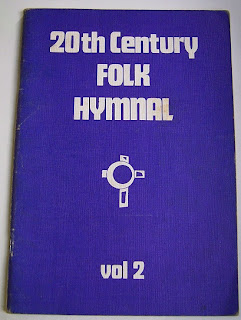 20th Century
FOLK
HYMNAL
vol 2